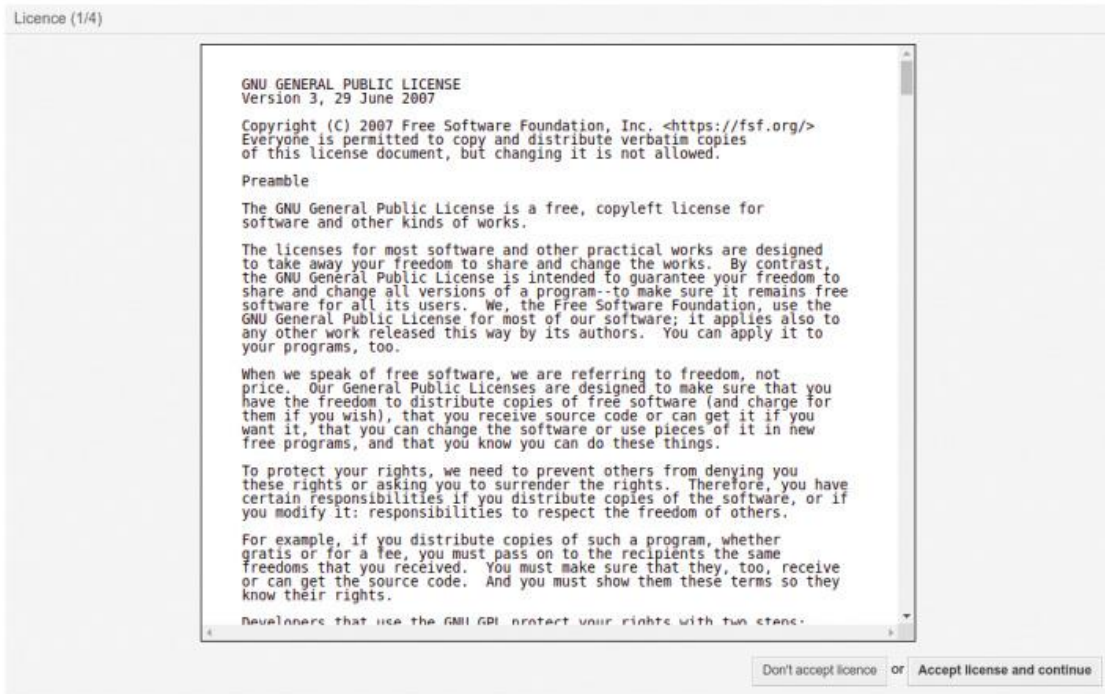 Licence (1/4)
GNU GENERAL PUBLIC LICENSE
Version 3, 29 June 2007
Copyright (C) 2007 Free Software Foundation, Inc. <https://fsf.org/>
Everyone is permitted to copy and distribute verbatim copies
of this license document, but changing it is not allowed.
Preamble
The GNU General Public License is a free, copyleft license for
software and other kinds of works.
The licenses for most software and other practical works are designed
to take away your freedom to share and change the works.  By contrast,
the GNU General Public License is intended to guarantee your freedom to
share and change all versions of a program--to make sure it remains free
software for all its users.  We, the Free Software Foundation, use the
GNU General Public License for most of our software; it applies also to
any other work released this way by its authors.  You can apply it to
your programs, too.
When we speak of free software, we are referring to freedom, not
price.  Our General Public Licenses are designed to make sure that you
have the freedom to distribute copies of free software (and charge for
them if you wish), that you receive source code or can get it if you
want it, that you can change the software or use pieces of it in new
free programs, and that you know you can do these things.
To protect your rights, we need to prevent others from denying you
these rights or asking you to surrender the rights.  Therefore, you have
certain responsibilities if you distribute copies of the software, or if
you modify it: responsibilities to respect the freedom of others.
For example, if you distribute copies of such a program, whether
gratis or for a fee, you must pass on to the recipients the same
freedoms that you received.  You must make sure that they, too, receive
or can get the source code.  And you must show them these terms so they
know their rights.
Developers that use the GNU GPL protect your rights with two steps:
Don't accept licence or Accept license and continue